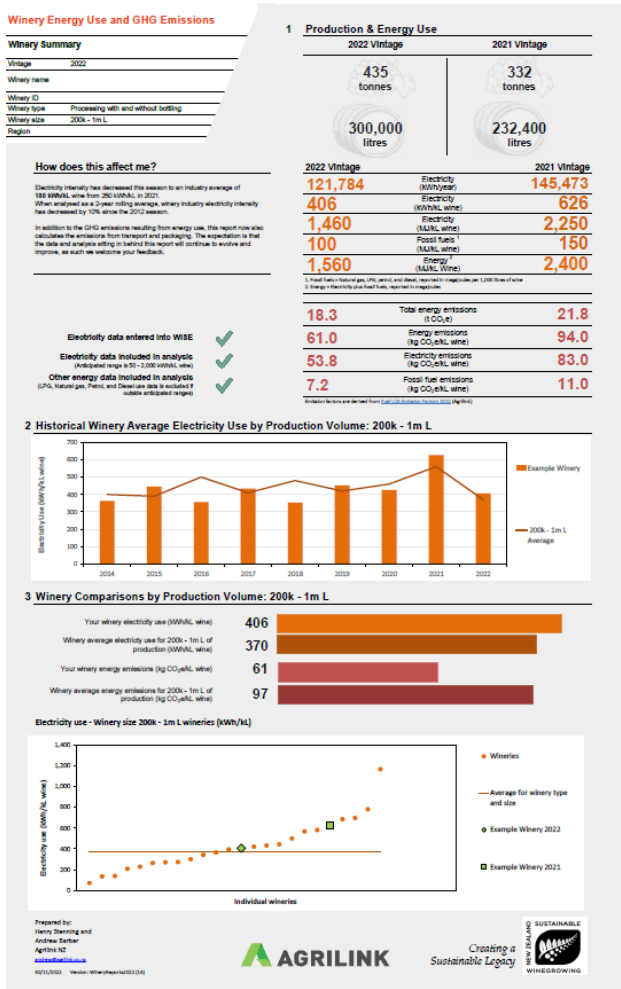 Winery Energy Use and GHG Emissions
Winery Summary
Vintage 2022
Winery name
Winery ID
Winery type Processing with and without bottling
Winery size 200k - 1m L
Region
1 Production & Energy Use
2022 Vintage 2021 Vintage
435 332
tonnes tonnes
300,000 232,400
litres litres
How does this affect me?
Electricity intensity has decreased this season to an industry average of
180 kWh/kL wine from 250 kWh/kL in 2021.
When analysed as a 2-year rolling average, winery industry electricity intensity
has decreased by 10% since the 2012 season.
In addition to the GHG emissions resulting from energy use, this report now also
calculates the emissions from transport and packaging. The expectation is that
the data and analysis sitting in behind this report will continue to evolve and
improve, as such we welcome your feedback.
2022 Vintage 2021 Vintage
121,784 Electricity (kWh/year) 145,473
406 Electricity (kWh/kL wine) 626
1,460 Electricity (MJ/kL wine) 2,250
100 Fossil fuels 1 (MJ/kL wine) 150
1,560 Energy 2 (MJ/kL Wine) 2,400
1. Fossil fuels = Natural gas, LPG, petrol, and diesel, reported in megajoules per 1,000 litres of wine
2. Energy = Electricity plus fossil fuels, reported in megajoules
18.3 Total energy emissions (t CO₂e) 21.8
61.0 Energy emissions (kg CO₂e/kL wine) 94.0
53.8 Electricity emissions (kg CO₂e/kL wine) 83.0
7.2 Fossil fuel emissions (kg CO₂e/kL wine) 11.0
Emission factors are derived from Fuel LCA Emission Factors 2022 (Agrilink)
Electricity data entered into WISE
Electricity data included in analysis
(Anticipated range is 50 - 2,000 kWh/kL wine)
Other energy data included in analysis
(LPG, Natural gas, Petrol, and Diesel use data is excluded if
outside anticipated ranges)
2 Historical Winery Average Electricity Use by Production Volume: 200k - 1m L
Electricity Use (kWh/kL wine)
700
600
500
400
300
200
100
0
2014 2015 2016 2017 2018 2019 2020 2021 2022
Example Winery
200k - 1m L
Average
3 Winery Comparisons by Production Volume: 200k - 1m L
Your winery electricity use (kWh/kL wine) 406
Winery average electricity use for 200k - 1m L of
production (kWh/kL wine) 370
Your winery energy emissions (kg CO₂e/kL wine) 61
Winery average energy emissions for 200k - 1m L of
production (kg CO₂e/kL wine) 97
Electricity use - Winery size 200k - 1m L wineries (kWh/kL)
Electricity use (kWh/kL wine)
1,400
1,200
1,000
800
600
400
200
0
Individual wineries
Wineries
Average for winery type
and size
Example Winery 2022
Example Winery 2021
Prepared by:
Henry Stenning and
Andrew Barber
Agrilink NZ
andrew@agrilink.co.nz
30/11/2022 Version: WineryReports2022 (16)
AGRILINK
Creating a
Sustainable Legacy
SUSTAINABLE
NEW ZEALAND
WINEGROWING